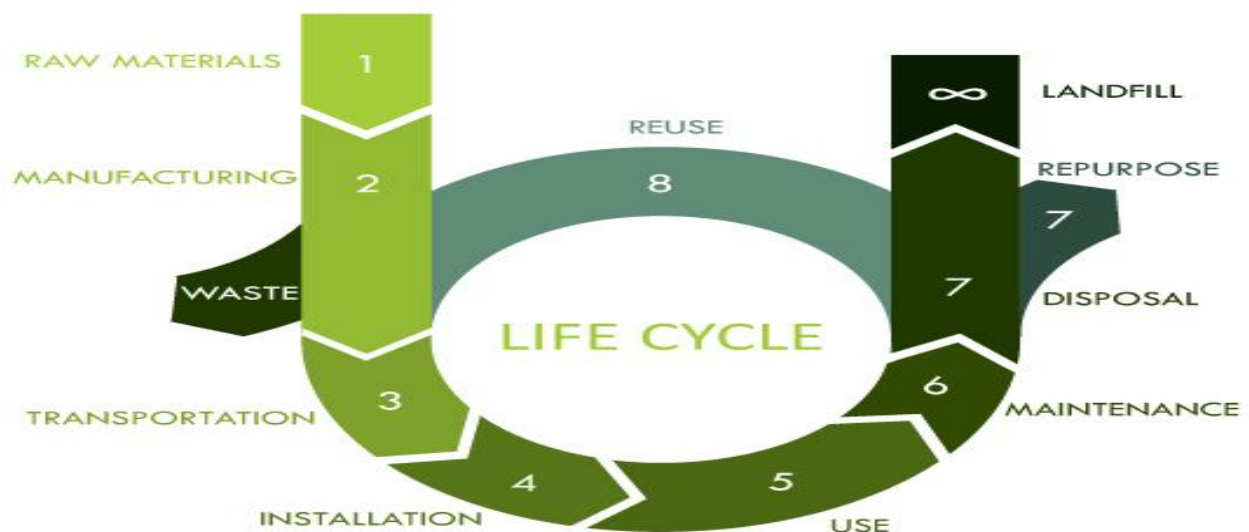 RAW MATERIALS
1
∞
LANDFILL
REUSE
REPURPOSE
MANUFACTURING
2
8
7
WASTE
7
DISPOSAL
LIFE CYCLE
6
3
MAINTENANCE
TRANSPORTATION
4
5
INSTALLATION
USE